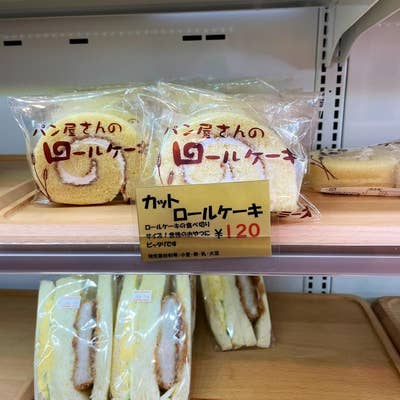 パン屋さんの
ロールケーキ
パン屋さんの
ロールケーキ
カット
ロールケーキ
ロールケーキの食べ切り
サイズ!食後のおやつに
ピッタリです
¥120